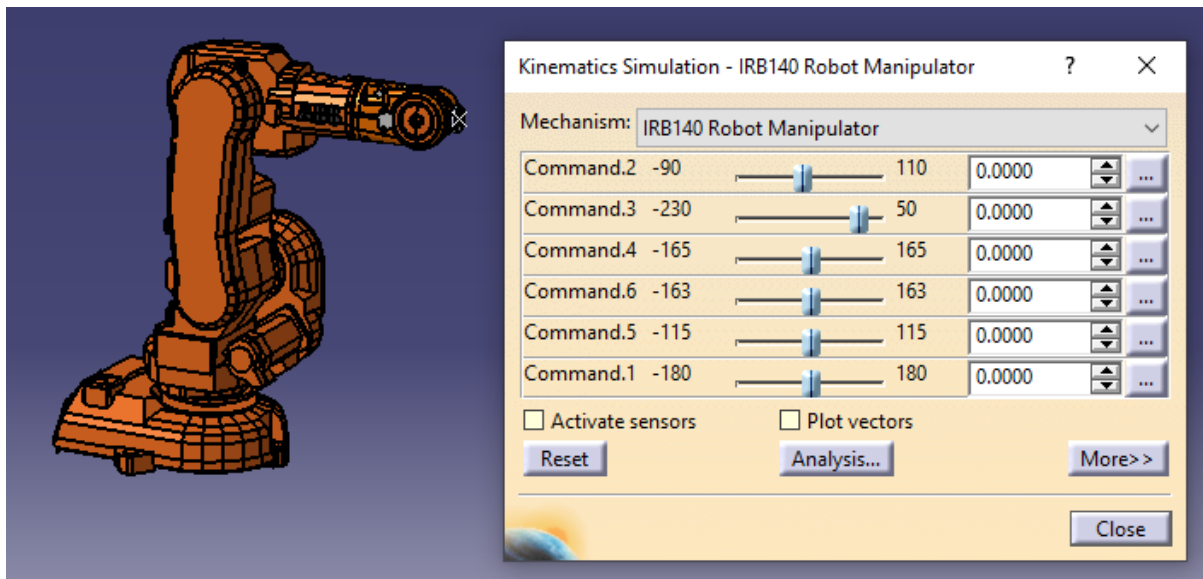 Kinematics Simulation - IRB140 Robot Manipulator ? X
Mechanism: IRB140 Robot Manipulator
Command.2 -90 110 0.0000 ...
Command.3 -230 50 0.0000 ...
Command.4 -165 165 0.0000 ...
Command.6 -163 163 0.0000 ...
Command.5 -115 115 0.0000 ...
Command.1 -180 180 0.0000 ...
Activate sensors Plot vectors
Reset Analysis... More>>
Close